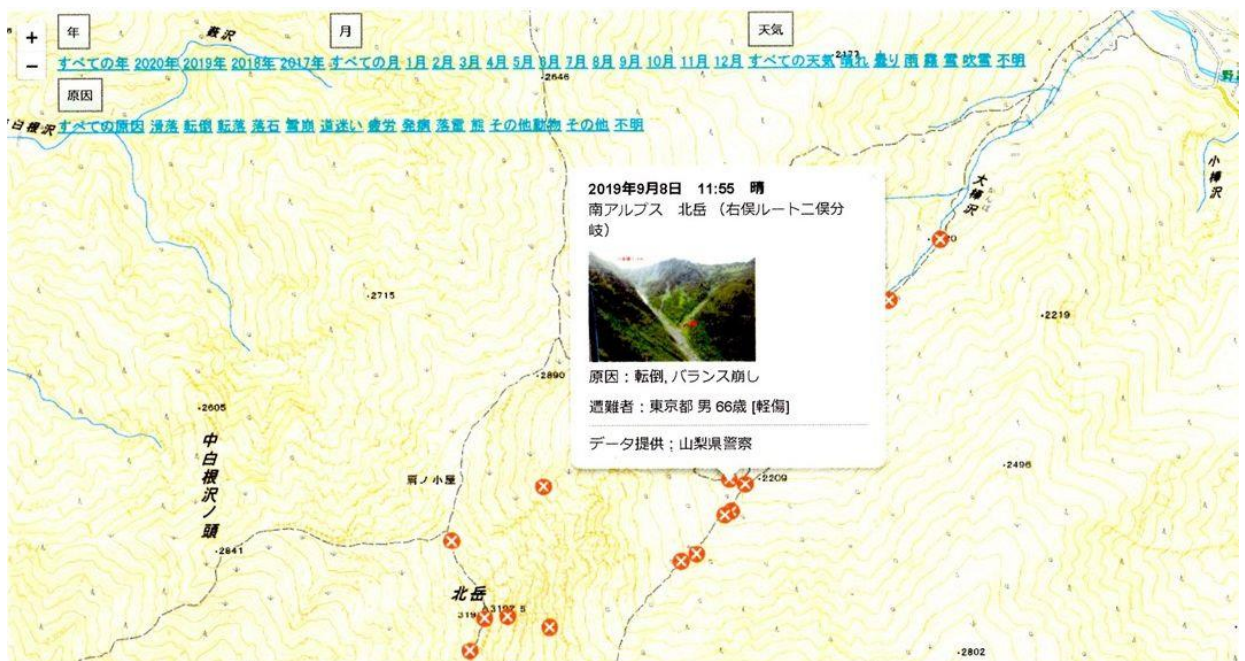 +
−
年
月
天気
すべての年 2020年 2019年 2018年 2017年 すべての月 1月 2月 3月 4月 5月 6月 7月 8月 9月 10月 11月 12月 すべての天気 晴れ 曇り 雨 霧 雪 吹雪 不明
原因
すべての原因 滑落 転倒 転落 落石 雪崩 道迷い 疲労 発病 落雷 熊 その他動物 その他 不明
藪沢
白根沢
2177
2646
小樺沢
大樺沢
2019年9月8日 11:55 晴
南アルプス 北岳 （右俣ルート二俣分
岐）
原因：転倒, バランス崩し
遭難者：東京都 男 66歳 [軽傷]
データ提供：山梨県警察
2715
2219
2890
2605
中白根沢ノ頭
肩ノ小屋
2209
2496
2841
北岳
2802